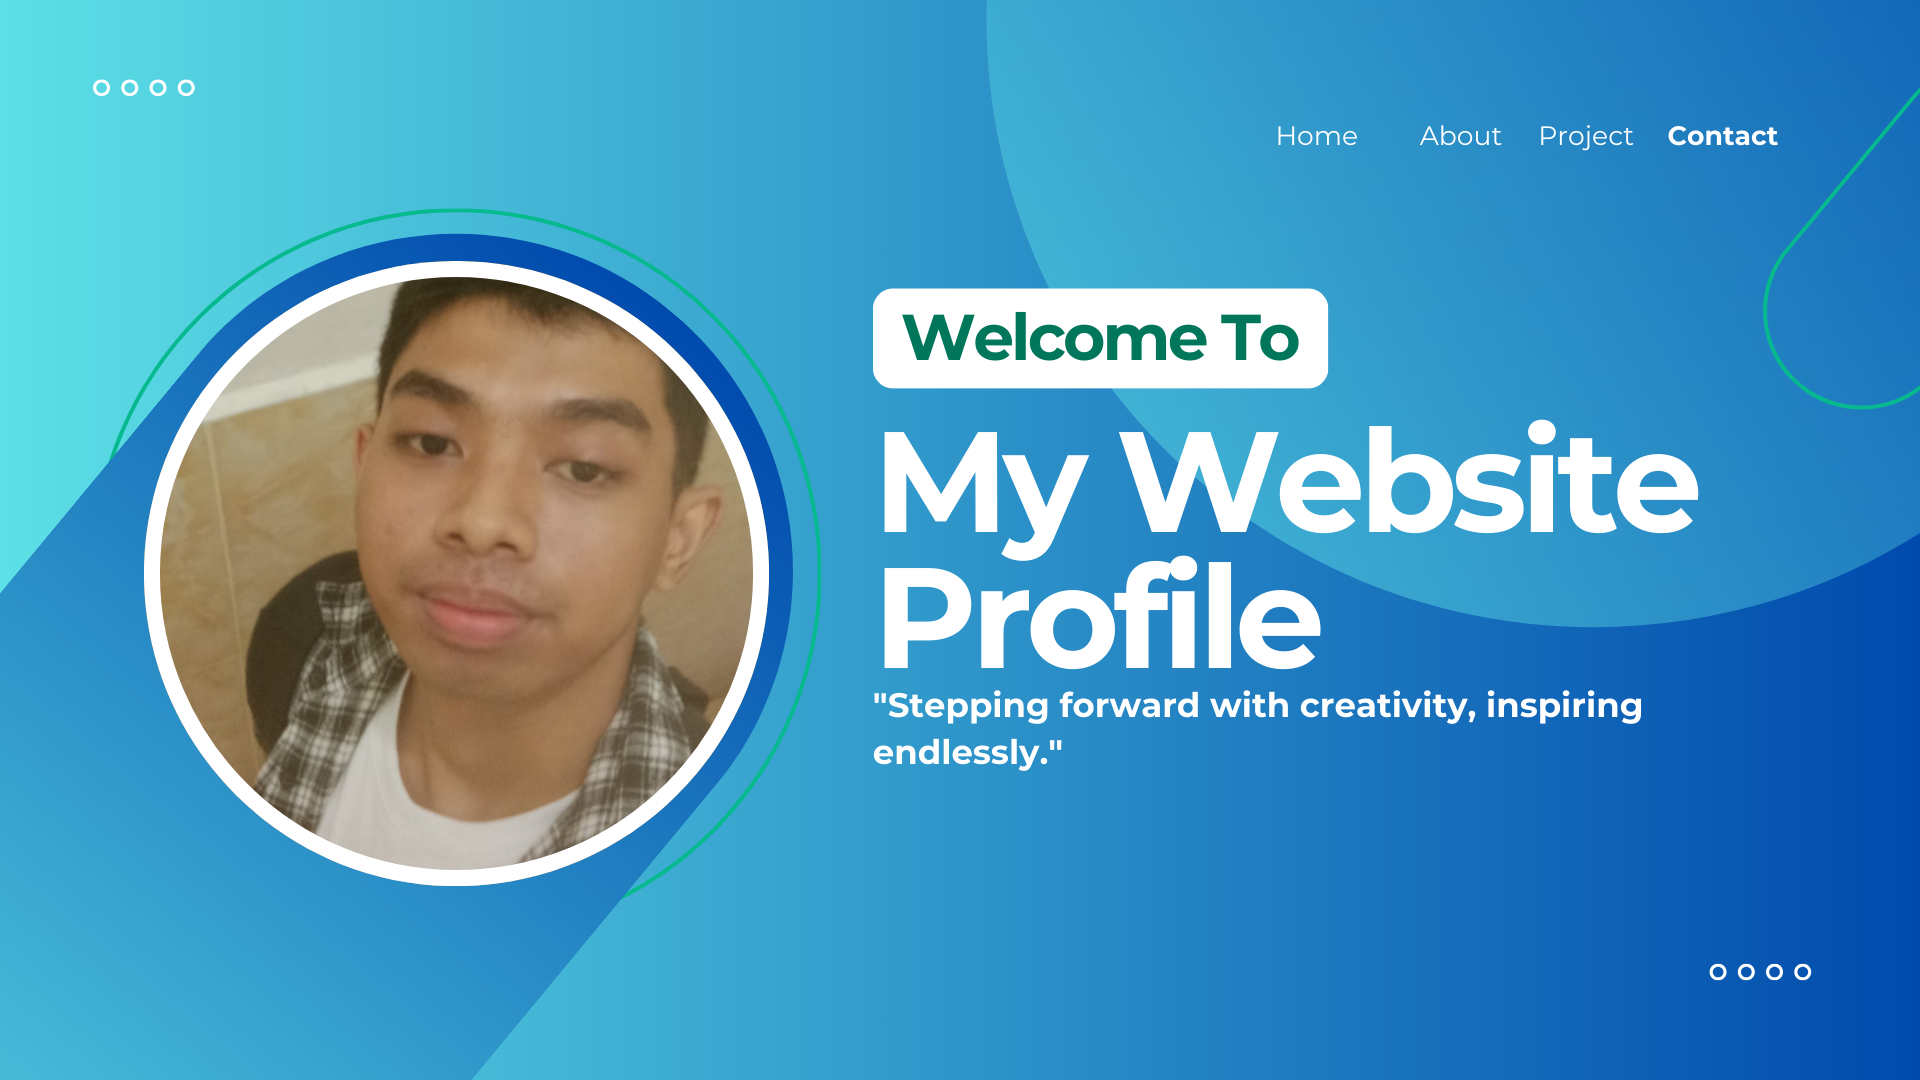 Home About Project Contact
Welcome To
My Website
Profile
"Stepping forward with creativity, inspiring
endlessly."